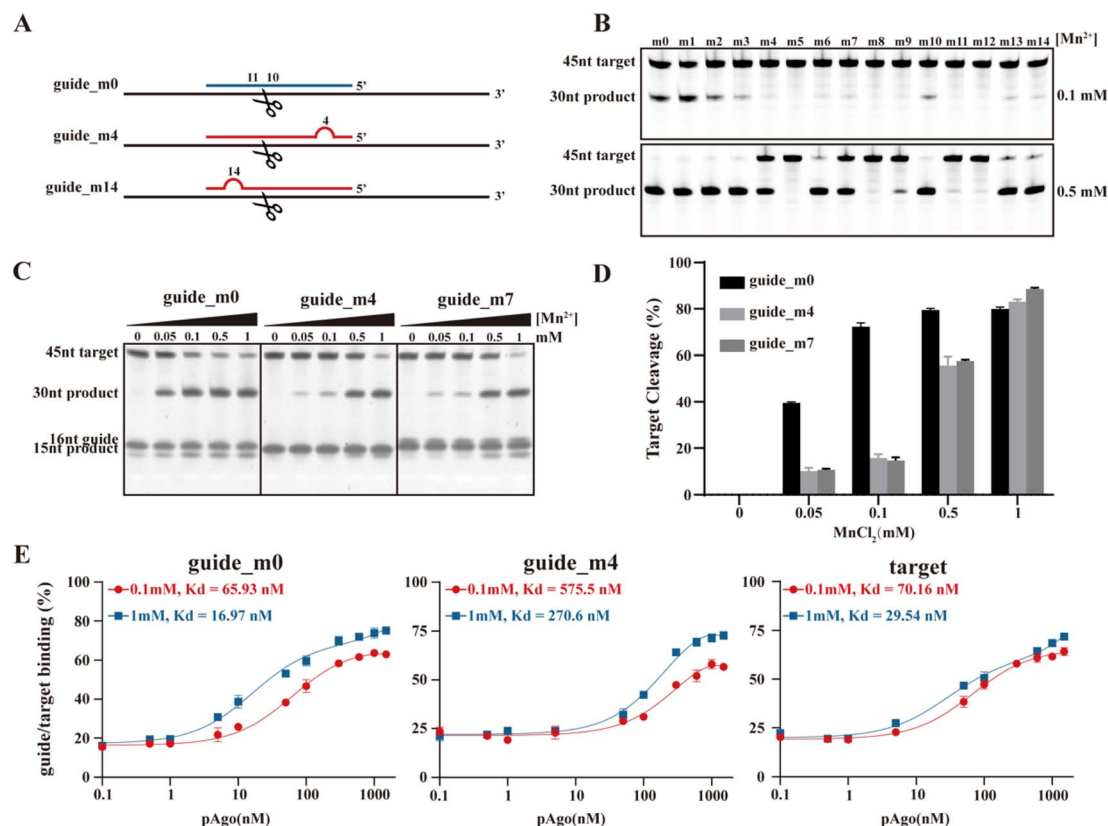 A
11 10
guide_m0
5’
3’
4
guide_m4
5’
3’
14
guide_m14
5’
3’
B
m0 m1 m2 m3 m4 m5 m6 m7 m8 m9 m10 m11 m12 m13 m14 [Mn²⁺]
45nt target
30nt product
0.1 mM
45nt target
30nt product
0.5 mM
C
guide_m0 guide_m4 guide_m7
[Mn²⁺]
0 0.05 0.1 0.5 1 0 0.05 0.1 0.5 1 0 0.05 0.1 0.5 1 mM
45nt target
30nt product
16nt guide
15nt product
D
guide_m0
guide_m4
guide_m7
Target Cleavage (%)
100
80
60
40
20
0
0 0.05 0.1 0.5 1
MnCl₂(mM)
E
guide_m0
0.1mM, Kd = 65.93 nM
1mM, Kd = 16.97 nM
guide/target binding (%)
100
80
60
40
20
0
0.1 1 10 100 1000
pAgo(nM)
guide_m4
0.1mM, Kd = 575.5 nM
1mM, Kd = 270.6 nM
100
75
50
25
0
0.1 1 10 100 1000
pAgo(nM)
target
0.1mM, Kd = 70.16 nM
1mM, Kd = 29.54 nM
100
75
50
25
0
0.1 1 10 100 1000
pAgo(nM)